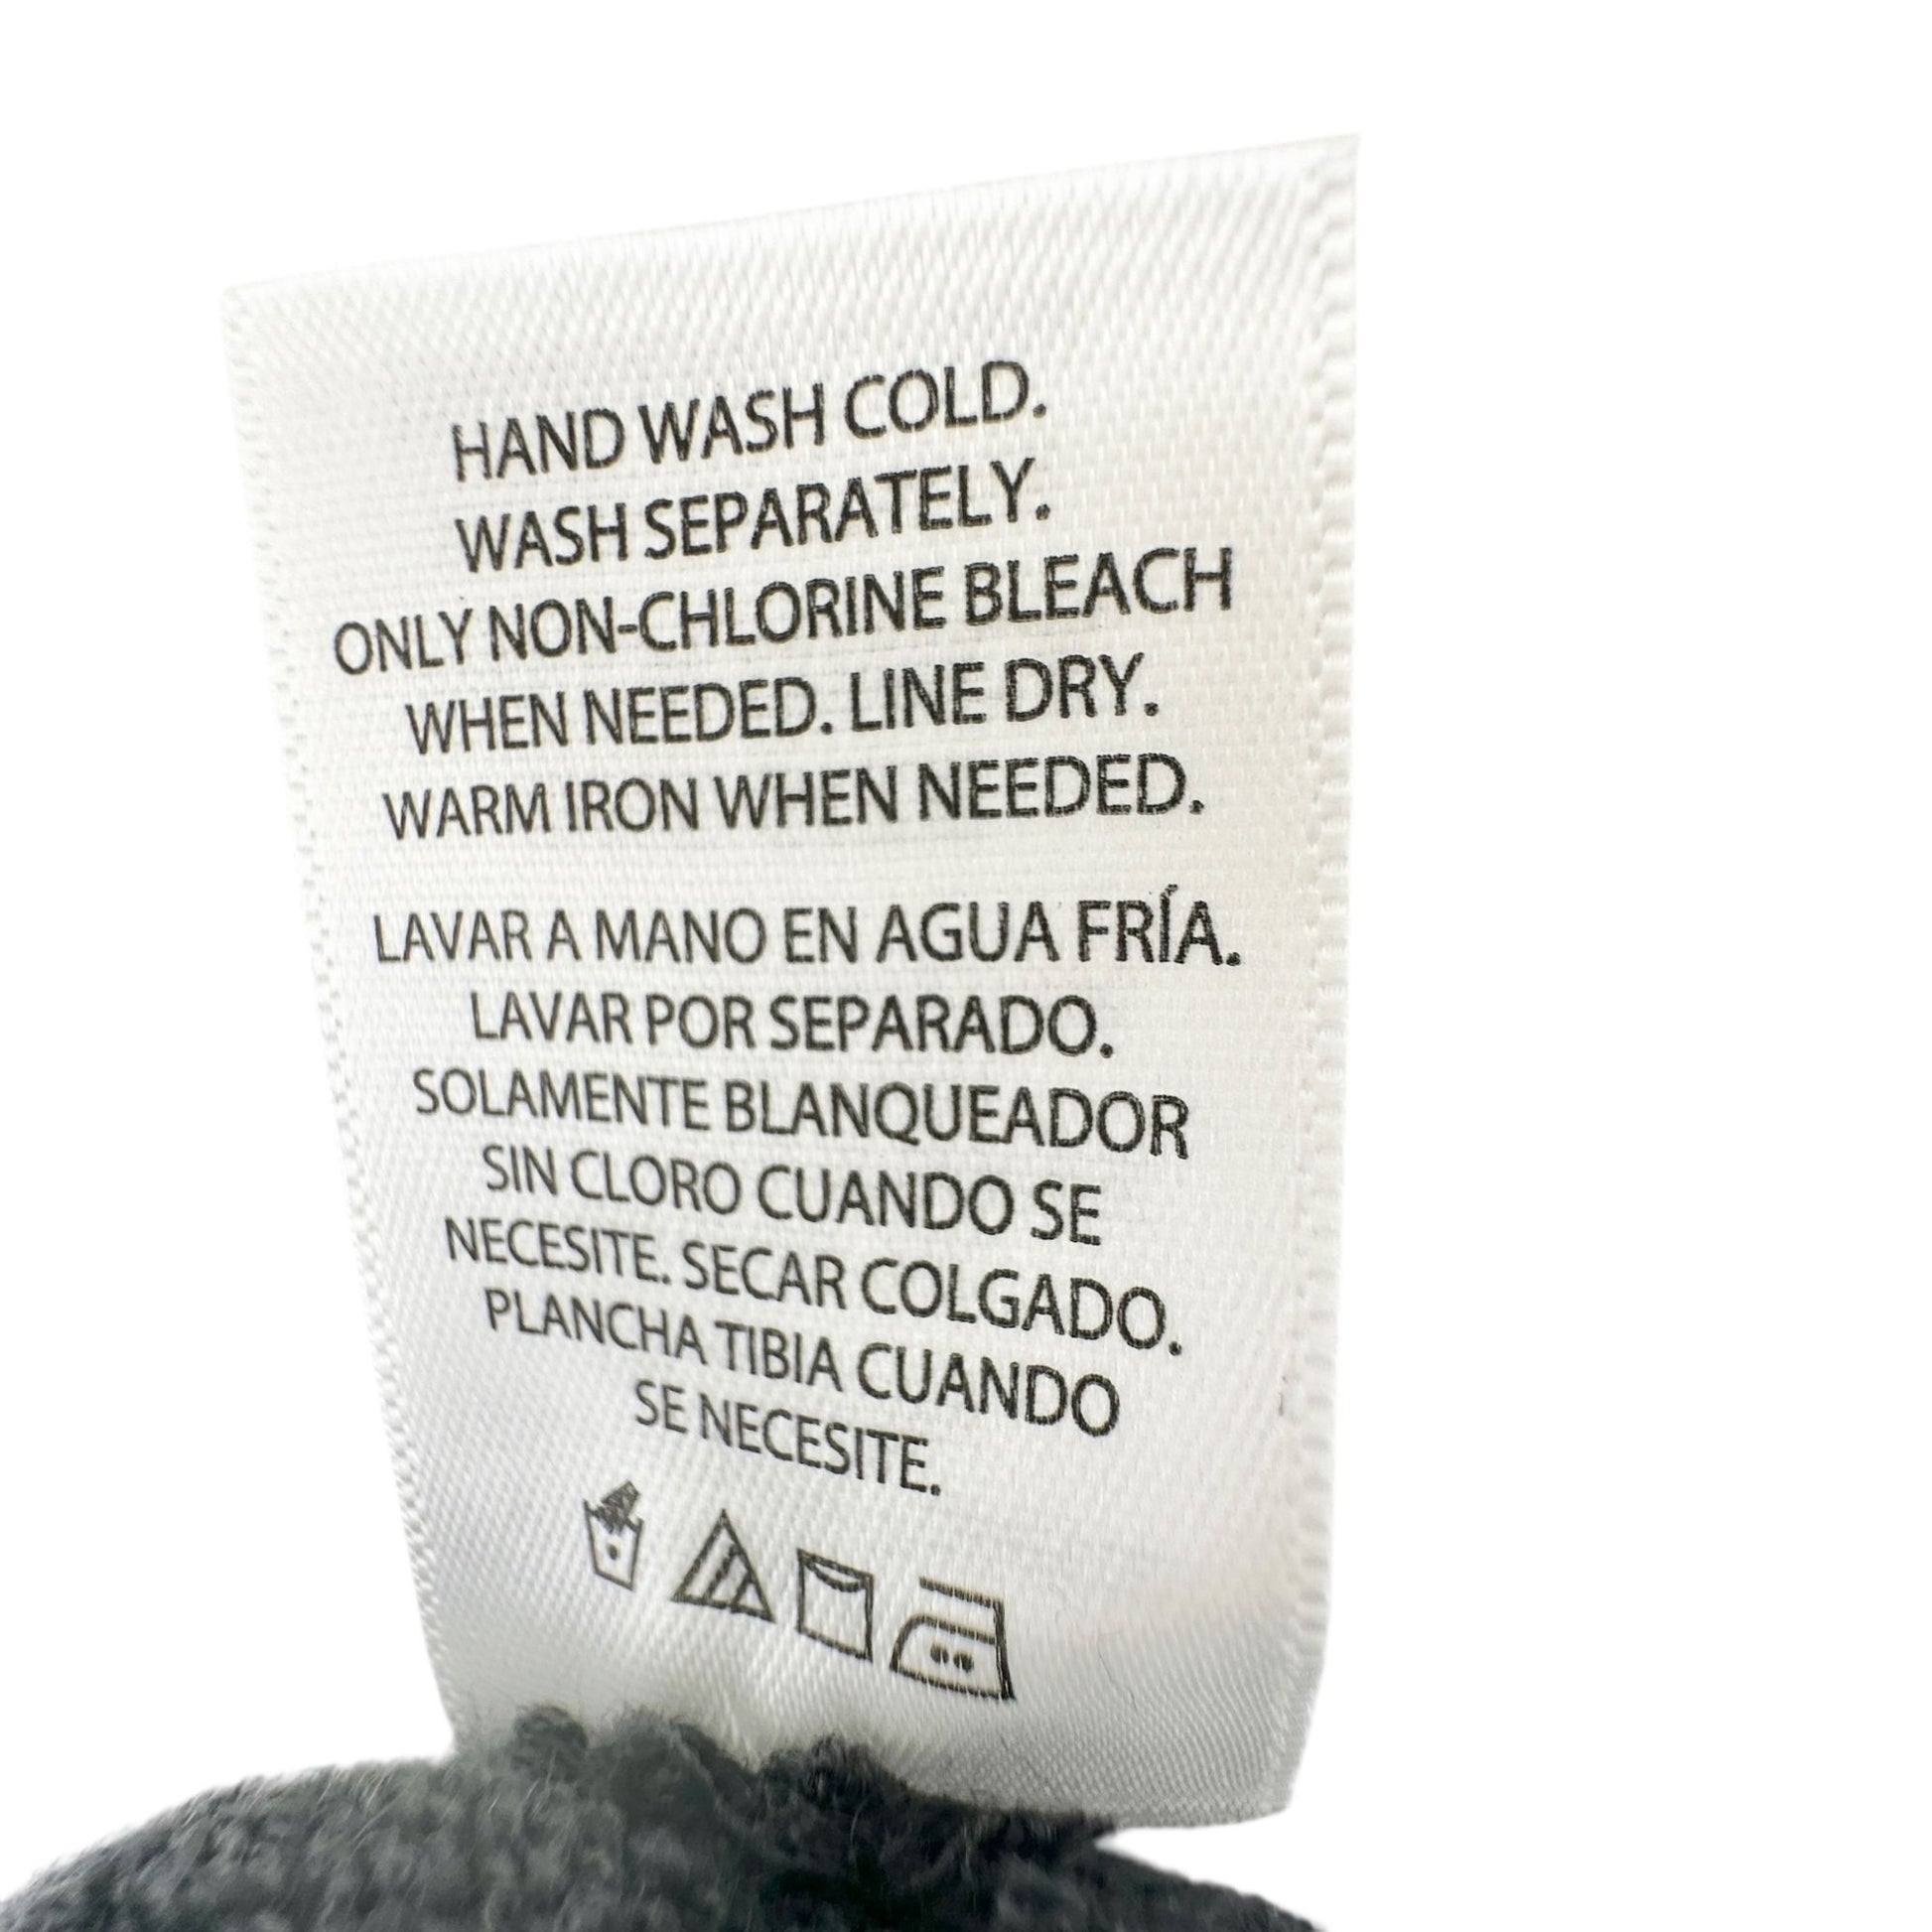 HAND WASH COLD.
WASH SEPARATELY.
ONLY NON-CHLORINE BLEACH
WHEN NEEDED. LINE DRY.
WARM IRON WHEN NEEDED.
LAVAR A MANO EN AGUA FRÍA.
LAVAR POR SEPARADO.
SOLAMENTE BLANQUEADOR
SIN CLORO CUANDO SE
NECESITE. SECAR COLGADO.
PLANCHA TIBIA CUANDO
SE NECESITE.